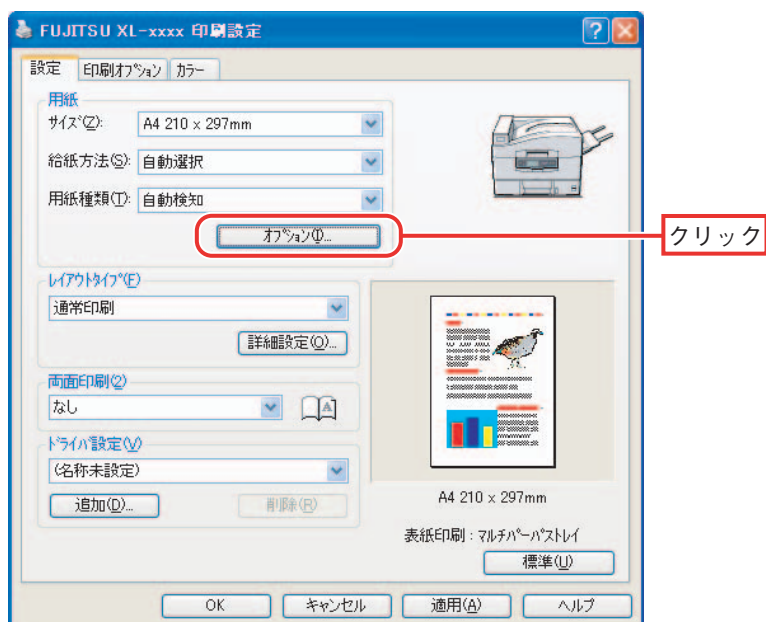 FUJITSU XL-xxxx 印刷設定
設定 印刷オプション カラー
用紙
サイズ(Z): A4 210 x 297mm
給紙方法(S): 自動選択
用紙種類(T): 自動検知
オプション(I)...
クリック
レイアウトタイプ(F)
通常印刷
詳細設定(O)...
両面印刷(2)
なし
A
ドライバ設定(V)
(名称未設定)
追加(D)... 削除(R)
A4 210 x 297mm
表紙印刷 : マルチパーパストレイ
標準(U)
OK キャンセル 適用(A) ヘルプ